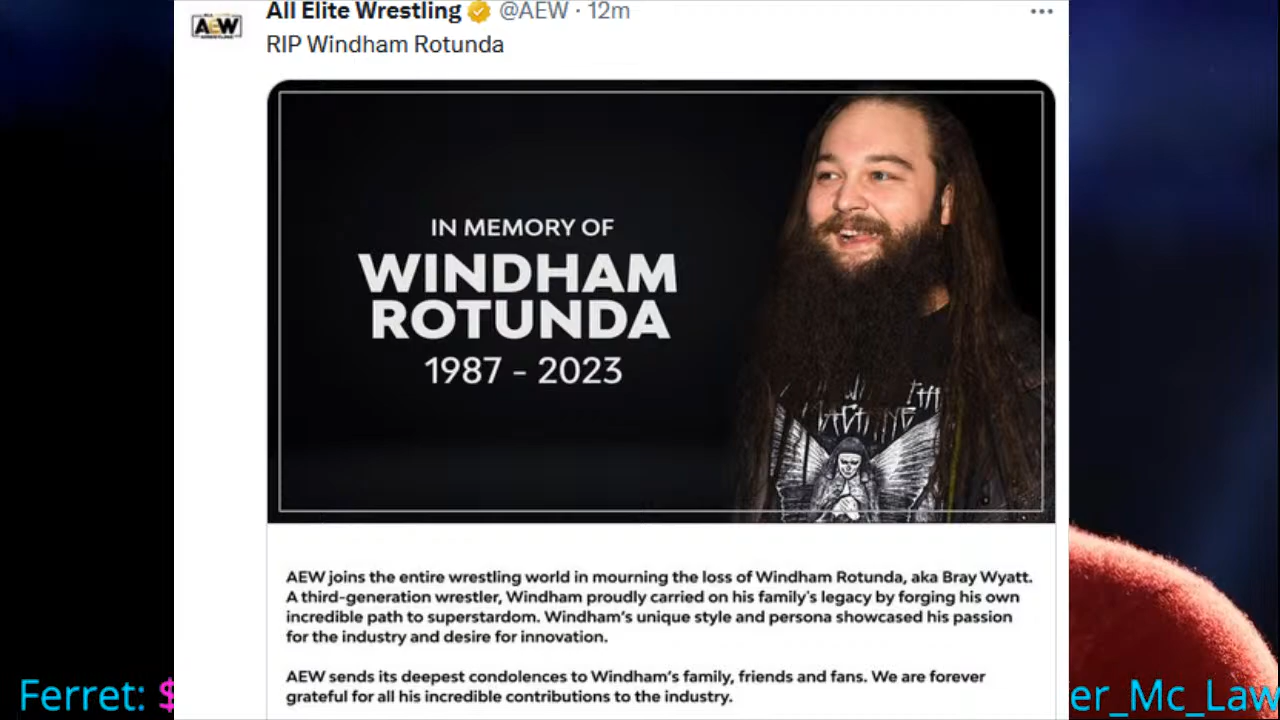 All Elite Wrestling @AEW · 12m
AEW
RIP Windham Rotunda
IN MEMORY OF
WINDHAM
ROTUNDA
1987 - 2023
MACHINE
AEW joins the entire wrestling world in mourning the loss of Windham Rotunda, aka Bray Wyatt.
A third-generation wrestler, Windham proudly carried on his family's legacy by forging his own
incredible path to superstardom. Windham's unique style and persona showcased his passion
for the industry and desire for innovation.
AEW sends its deepest condolences to Windham's family, friends and fans. We are forever
grateful for all his incredible contributions to the industry.
Ferret: $
er_Mc_Law